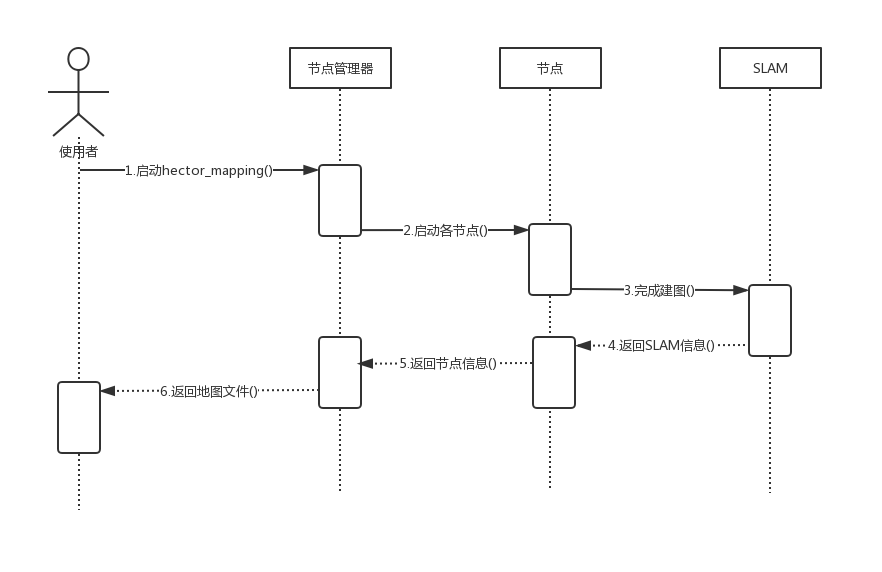 节点管理器
节点
SLAM
使用者
1.启动hector_mapping()
2.启动各节点()
3.完成建图()
4.返回SLAM信息()
5.返回节点信息()
6.返回地图文件()